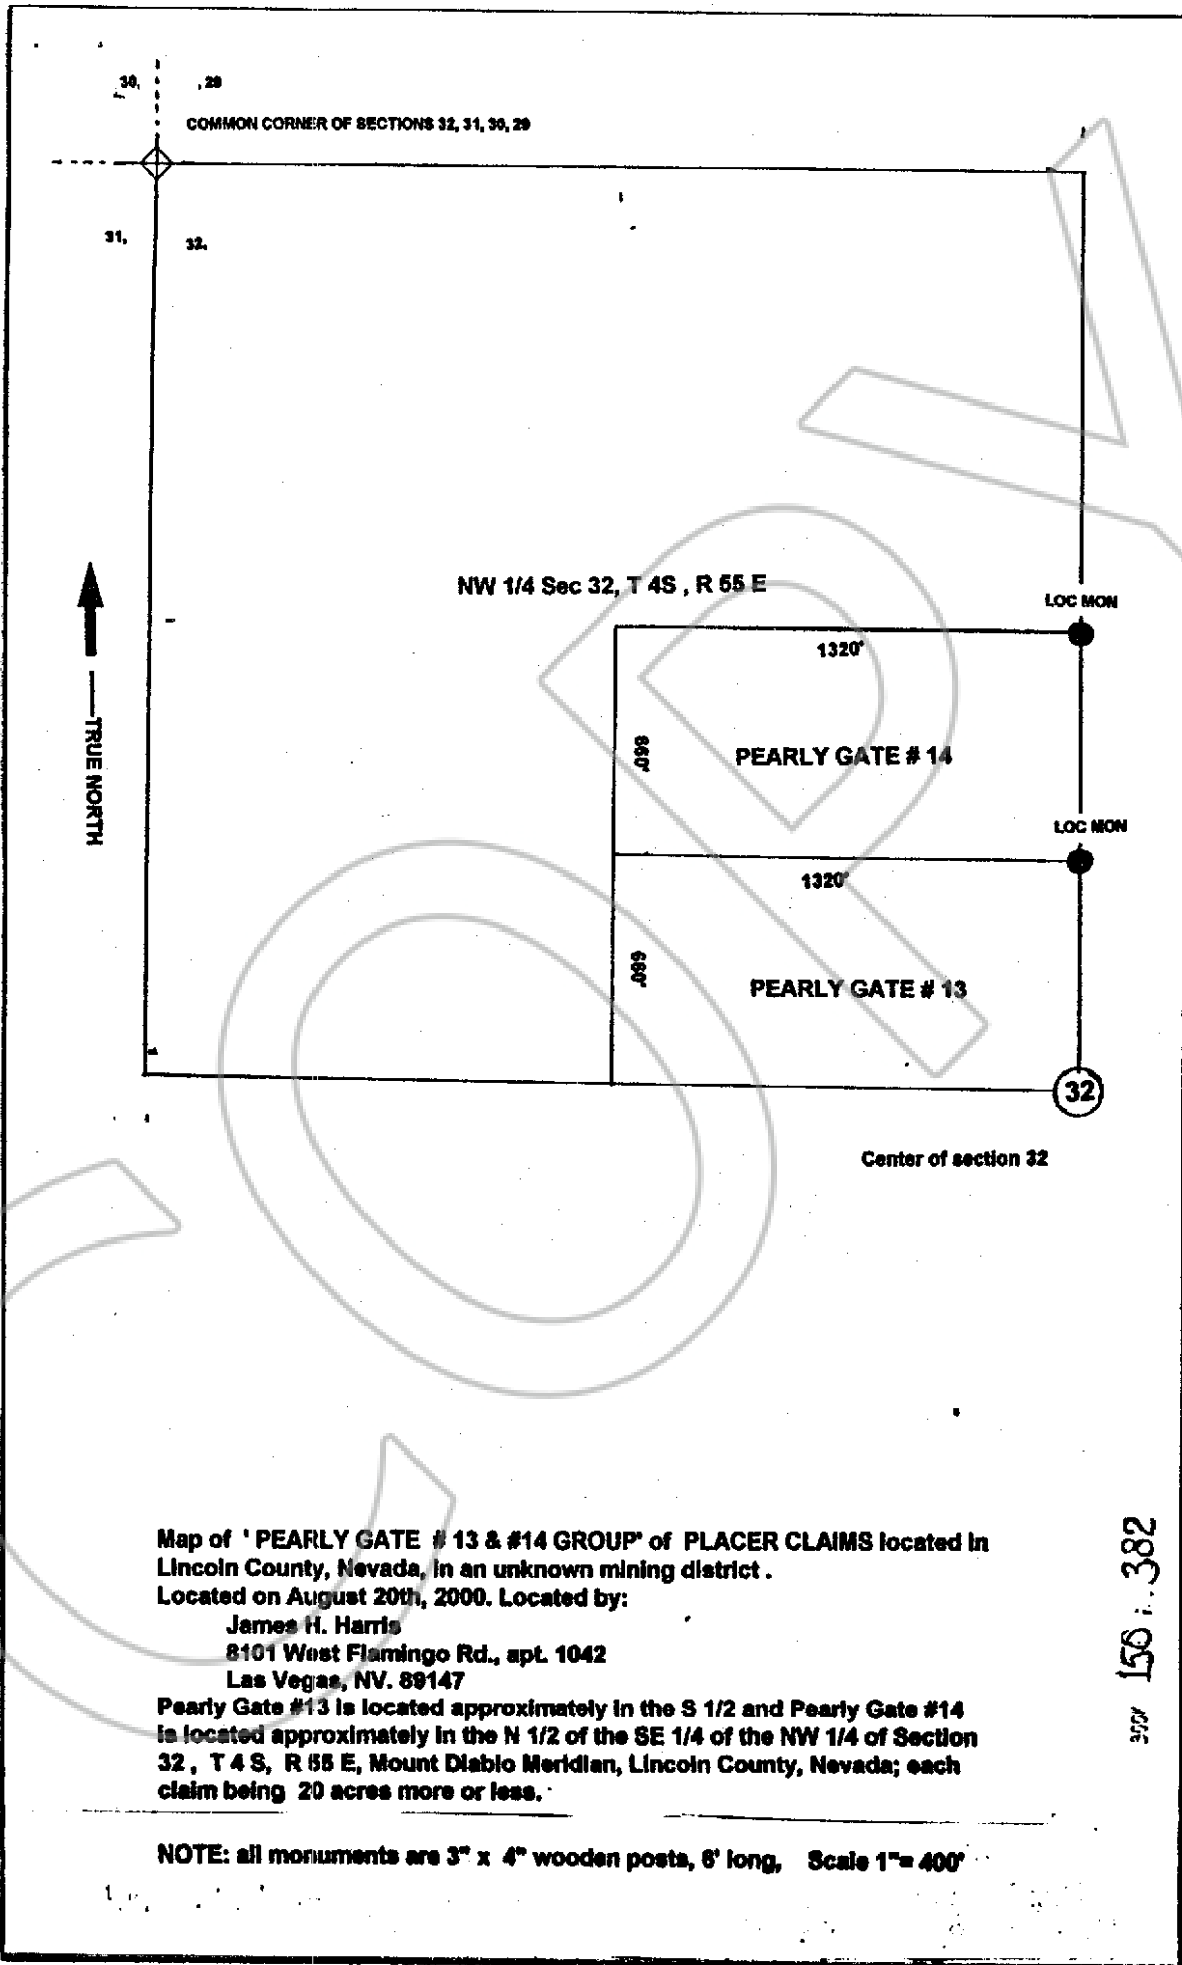 30, , 29
COMMON CORNER OF SECTIONS 32, 31, 30, 29
31, 32.
NW 1/4 Sec 32, T 4S , R 55 E
LOC MON
1320'
TRUE NORTH
660'
PEARLY GATE # 14
LOC MON
1320'
660'
PEARLY GATE # 13
32
Center of section 32
COPY
Map of ' PEARLY GATE # 13 & #14 GROUP' of PLACER CLAIMS located in
Lincoln County, Nevada, in an unknown mining district .
Located on August 20th, 2000. Located by:
James H. Harris
8101 West Flamingo Rd., apt. 1042
Las Vegas, NV. 89147
Pearly Gate #13 is located approximately in the S 1/2 and Pearly Gate #14
is located approximately in the N 1/2 of the SE 1/4 of the NW 1/4 of Section
32 , T 4 S, R 55 E, Mount Diablo Meridian, Lincoln County, Nevada; each
claim being 20 acres more or less.
NOTE: all monuments are 3" x 4" wooden posts, 6' long, Scale 1"= 400'
BOOK 150 382